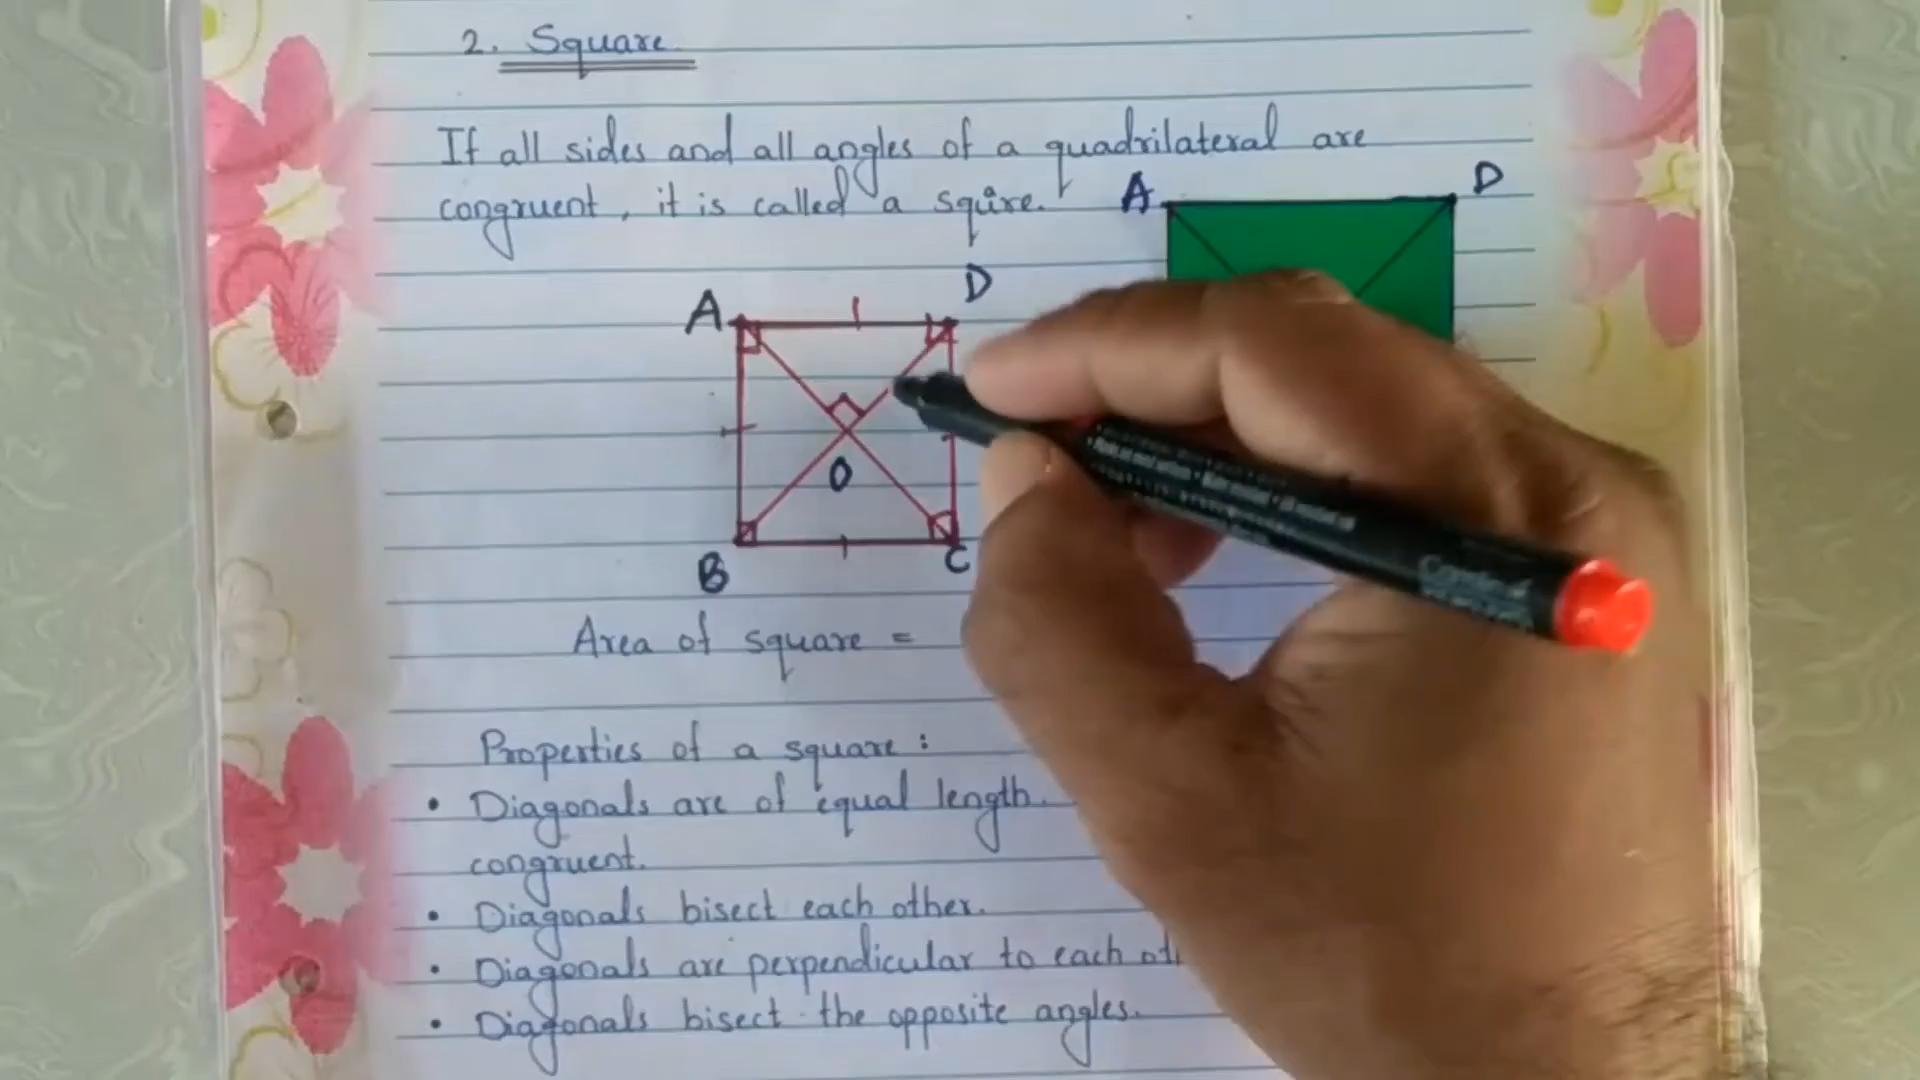 2. Square
If all sides and all angles of a quadrilateral are
congruent, it is called a squire.
A D
A D
O
B C
Area of square =
Properties of a square :
• Diagonals are of equal length.
congruent.
• Diagonals bisect each other.
• Diagonals are perpendicular to each
• Diagonals bisect the opposite angles.